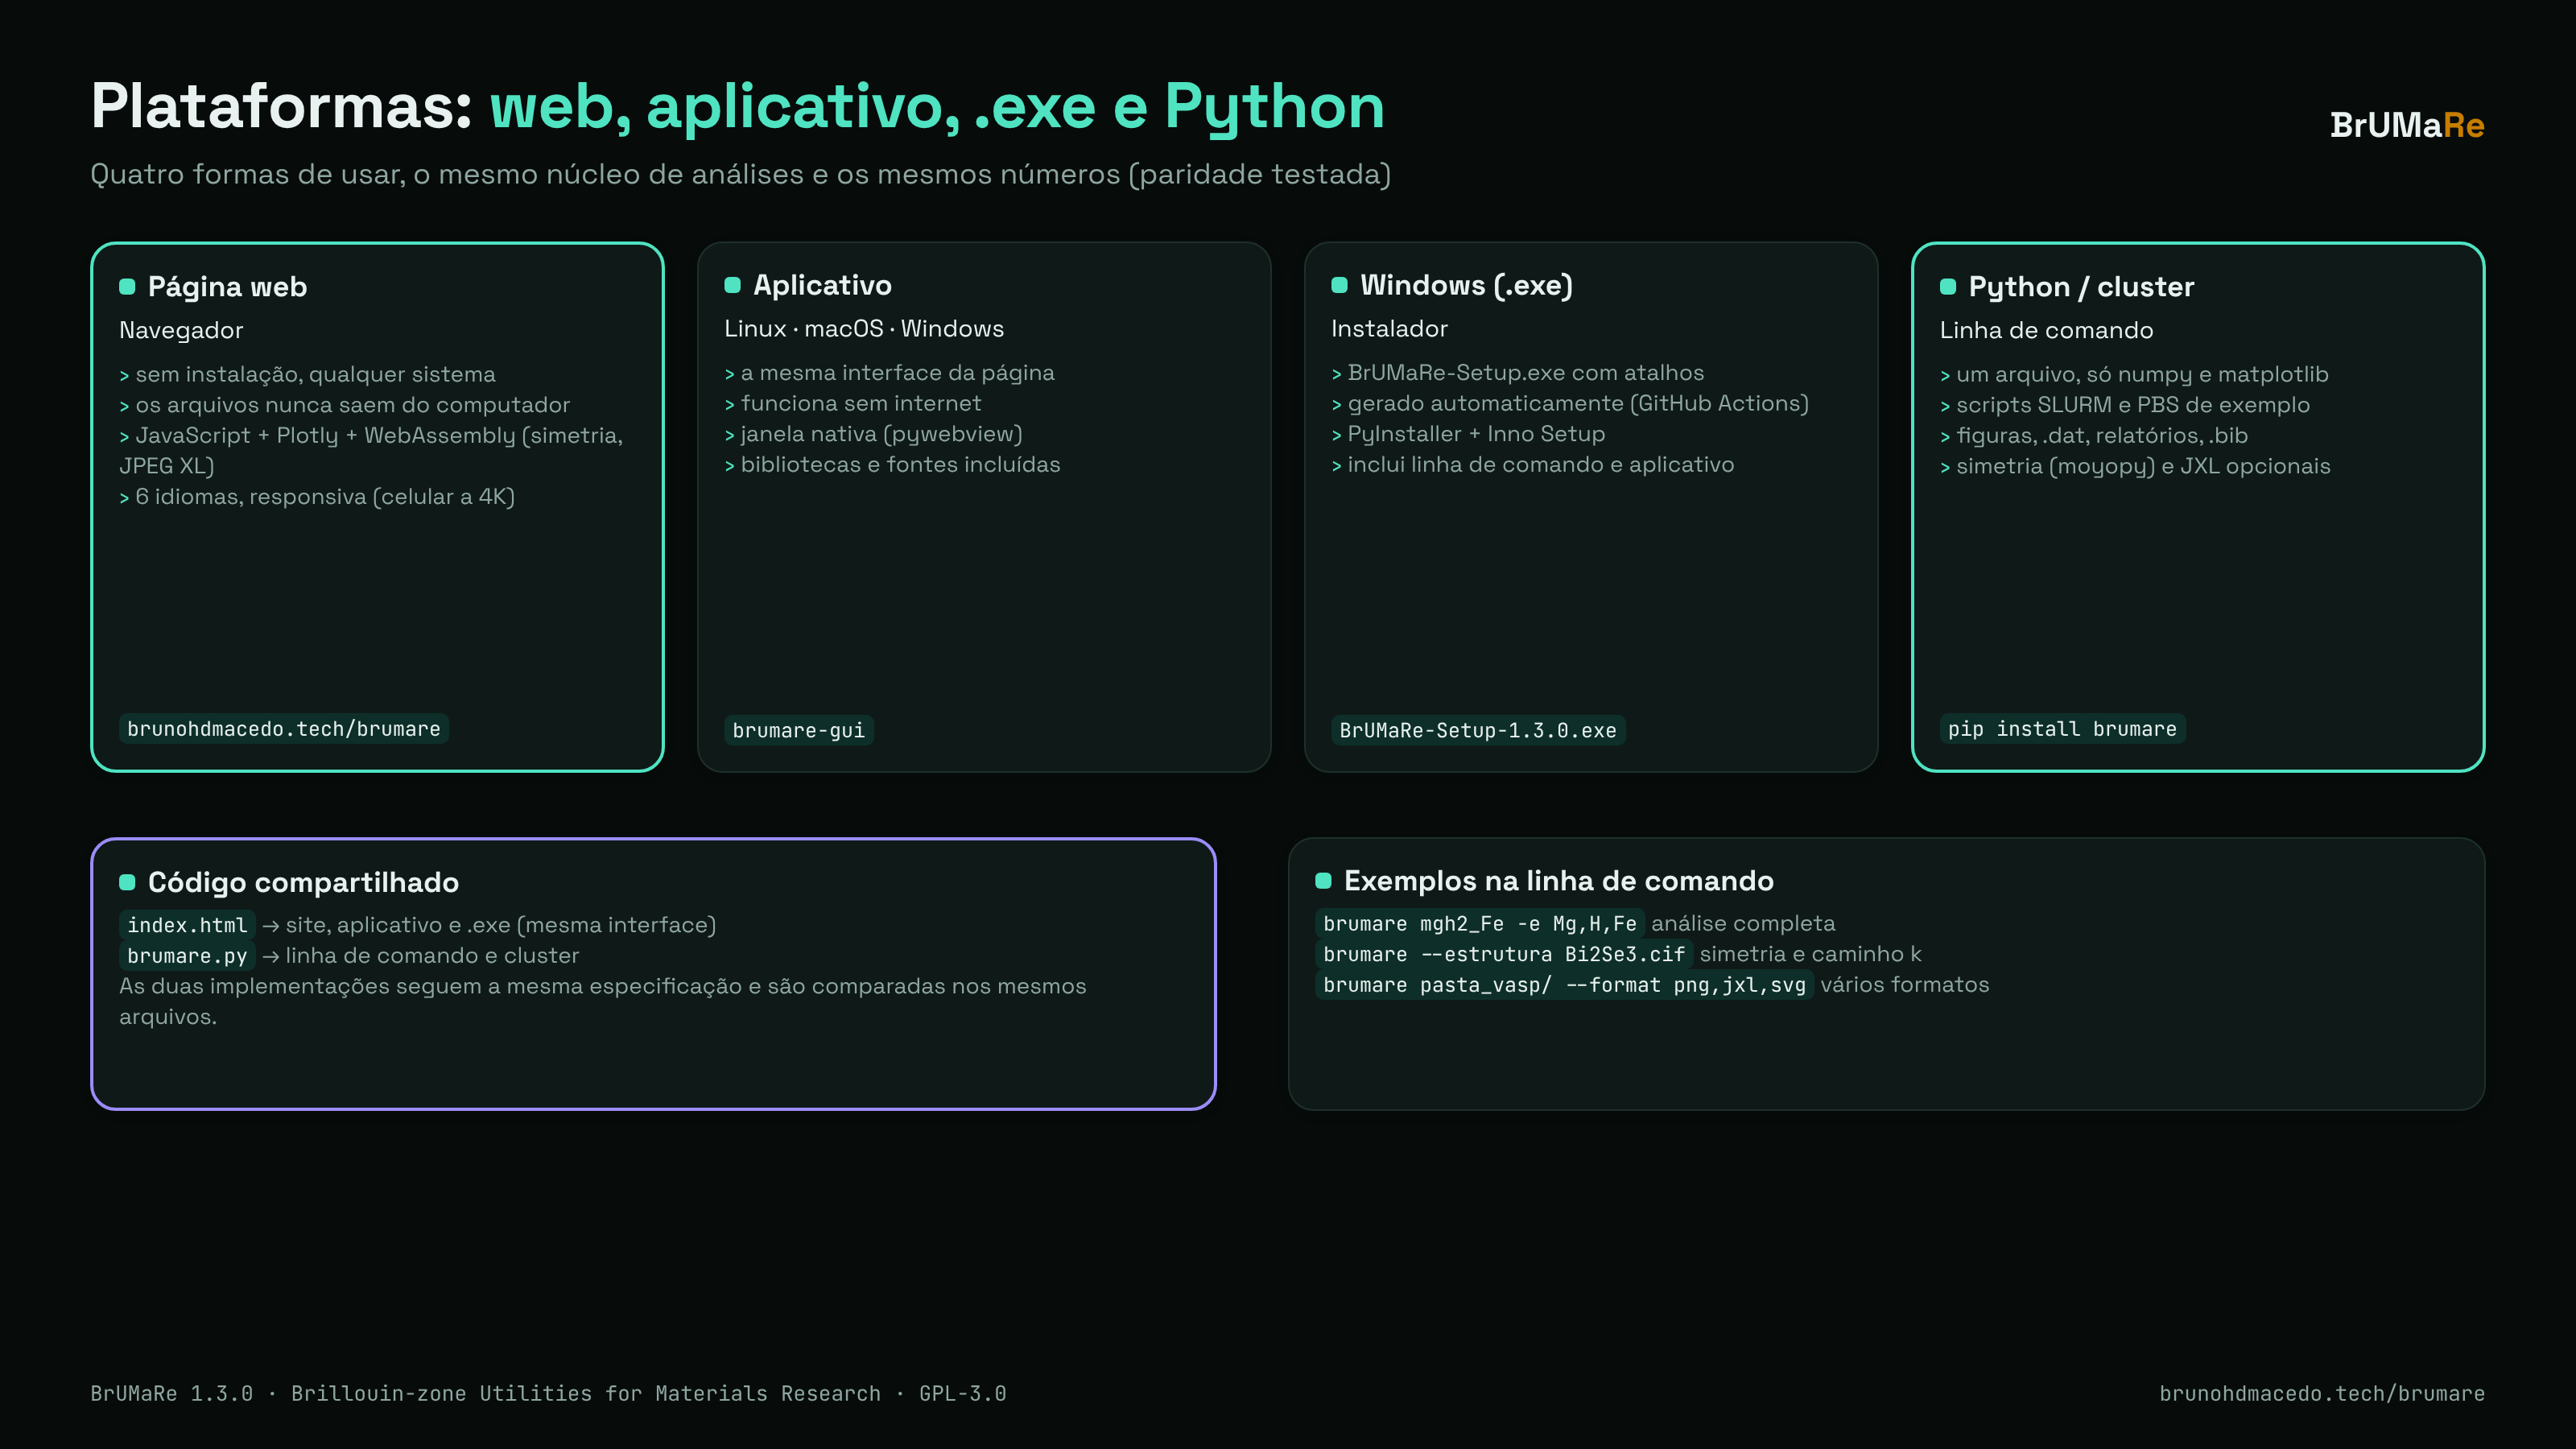 Plataformas: web, aplicativo, .exe e Python
BrUMaRe
Quatro formas de usar, o mesmo núcleo de análises e os mesmos números (paridade testada)
Página web
Navegador
> sem instalação, qualquer sistema
> os arquivos nunca saem do computador
> JavaScript + Plotly + WebAssembly (simetria,
JPEG XL)
> 6 idiomas, responsiva (celular a 4K)
brunohdmacedo.tech/brumare
Aplicativo
Linux · macOS · Windows
> a mesma interface da página
> funciona sem internet
> janela nativa (pywebview)
> bibliotecas e fontes incluídas
brumare-gui
Windows (.exe)
Instalador
> BrUMaRe-Setup.exe com atalhos
> gerado automaticamente (GitHub Actions)
> PyInstaller + Inno Setup
> inclui linha de comando e aplicativo
BrUMaRe-Setup-1.3.0.exe
Python / cluster
Linha de comando
> um arquivo, só numpy e matplotlib
> scripts SLURM e PBS de exemplo
> figuras, .dat, relatórios, .bib
> simetria (moyopy) e JXL opcionais
pip install brumare
Código compartilhado
index.html → site, aplicativo e .exe (mesma interface)
brumare.py → linha de comando e cluster
As duas implementações seguem a mesma especificação e são comparadas nos mesmos
arquivos.
Exemplos na linha de comando
brumare mgh2_Fe -e Mg,H,Fe análise completa
brumare --estrutura Bi2Se3.cif simetria e caminho k
brumare pasta_vasp/ --format png,jxl,svg vários formatos
BrUMaRe 1.3.0 · Brillouin-zone Utilities for Materials Research · GPL-3.0
brunohdmacedo.tech/brumare